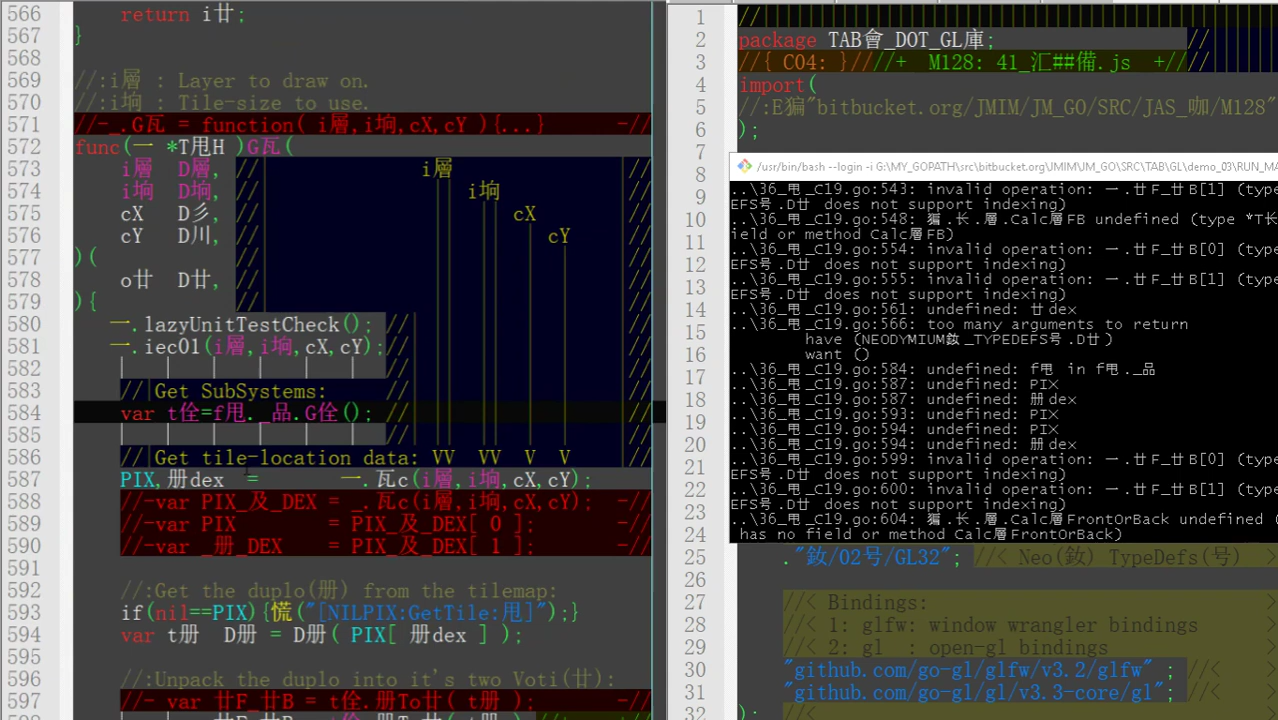 566 return i廿;
567 }
568
569 //:i層 : Layer to draw on.
570 //:i坰 : Tile-size to use.
571 //-_.G瓦 = function( i層,i坰,cX,cY ){...} -//
572 func(一 *T甩H )G瓦(
573 i層 D層, // i層 //
574 i坰 D坰, // i坰 //
575 cX D彡, // cX //
576 cY D川, // cY //
577 )( // //
578 o廿 D廿, // //
579 ){ // //
580 一.lazyUnitTestCheck(); // //
581 一.iec01(i層,i坰,cX,cY); // //
582 // //
583 // Get SubSystems: // //
584 var t佺=f甩._品.G佺(); // //
585 // //
586 // Get tile-location data: VV VV V V //
587 PIX,册dex = 一.瓦c(i層,i坰,cX,cY);
588 //-var PIX_及_DEX = _.瓦c(i層,i坰,cX,cY); -//
589 //-var PIX = PIX_及_DEX[ 0 ]; -//
590 //-var _册_DEX = PIX_及_DEX[ 1 ]; -//
591
592 //:Get the duplo(册) from the tilemap:
593 if(nil==PIX){慌("[NILPIX:GetTile:甩]");}
594 var t册 D册 = D册( PIX[ 册dex ] );
595
596 //:Unpack the duplo into it's two Voti(廿):
597 //- var 廿F_廿B = t佺.册To廿( t册 ); -//
1 //
2 package TAB會_DOT_GL庫; //
3 //{ C04: }////+ M128: 41_汇##備.js +////
4 import(
5 //:E猵"bitbucket.org/JMIM/JM_GO/SRC/JAS_咖/M128"
6 );
7
8
9
10
11
12
13
14
15
16
17
18
19
20
21
22
23
24
/usr/bin/bash --login -i G:\MY_GOPATH\src\bitbucket.org\JMIM\JM_GO\SRC\TAB\GL\demo_03\RUN_MA
..\36_甩_C19.go:543: invalid operation: 一.廿F_廿B[1] (type
EFS号.D廿 does not support indexing)
..\36_甩_C19.go:548: 猵.长.層.Calc層FB undefined (type *T长
ield or method Calc層FB)
..\36_甩_C19.go:554: invalid operation: 一.廿F_廿B[0] (type
EFS号.D廿 does not support indexing)
..\36_甩_C19.go:555: invalid operation: 一.廿F_廿B[1] (type
EFS号.D廿 does not support indexing)
..\36_甩_C19.go:561: undefined: 廿dex
..\36_甩_C19.go:566: too many arguments to return
have (NEODYMIUM鈫_TYPEDEFS号.D廿)
want ()
..\36_甩_C19.go:584: undefined: f甩 in f甩._品
..\36_甩_C19.go:587: undefined: PIX
..\36_甩_C19.go:587: undefined: 册dex
..\36_甩_C19.go:593: undefined: PIX
..\36_甩_C19.go:594: undefined: PIX
..\36_甩_C19.go:594: undefined: 册dex
..\36_甩_C19.go:599: invalid operation: 一.廿F_廿B[0] (type
EFS号.D廿 does not support indexing)
..\36_甩_C19.go:600: invalid operation: 一.廿F_廿B[1] (type
EFS号.D廿 does not support indexing)
..\36_甩_C19.go:604: 猵.长.層.Calc層FrontOrBack undefined (
has no field or method Calc層FrontOrBack)
25 . "鈫/02号/GL32"; //< Neo(鈫) TypeDefs(号) >
26
27 //< Bindings: >
28 //< 1: glfw: window wrangler bindings >
29 //< 2: gl : open-gl bindings >
30 "github.com/go-gl/glfw/v3.2/glfw" ; //< >
31 "github.com/go-gl/gl/v3.3-core/gl"; //< >
32 ); //<